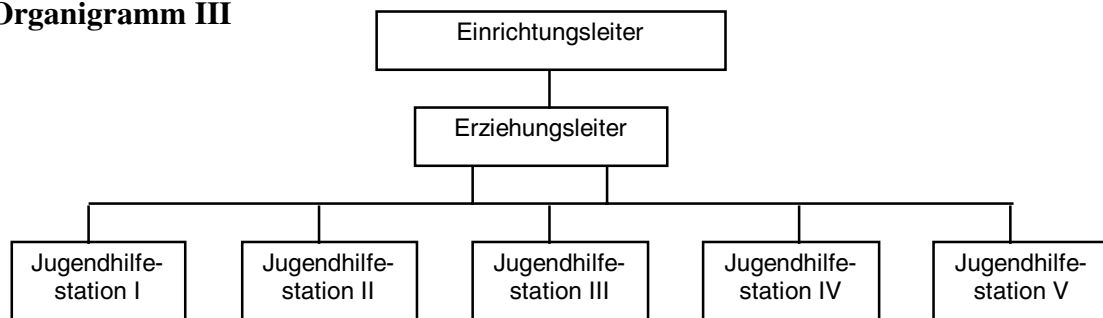 Organigramm III
Einrichtungsleiter
Erziehungsleiter
Jugendhilfe-
station I
Jugendhilfe-
station II
Jugendhilfe-
station III
Jugendhilfe-
station IV
Jugendhilfe-
station V